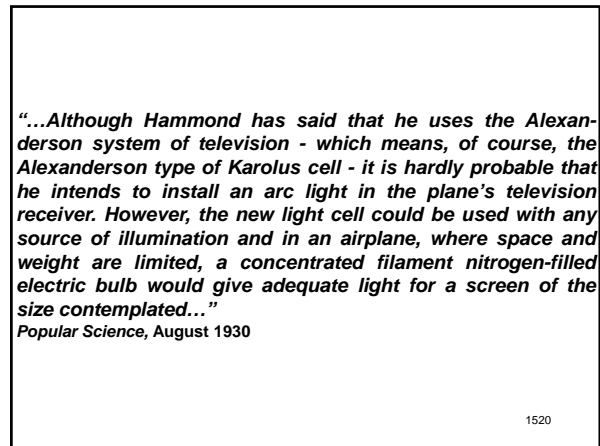 “…Although Hammond has said that he uses the Alexan-
derson system of television - which means, of course, the
Alexanderson type of Karolus cell - it is hardly probable that
he intends to install an arc light in the plane’s television
receiver. However, the new light cell could be used with any
source of illumination and in an airplane, where space and
weight are limited, a concentrated filament nitrogen-filled
electric bulb would give adequate light for a screen of the
size contemplated…”
Popular Science, August 1930
1520